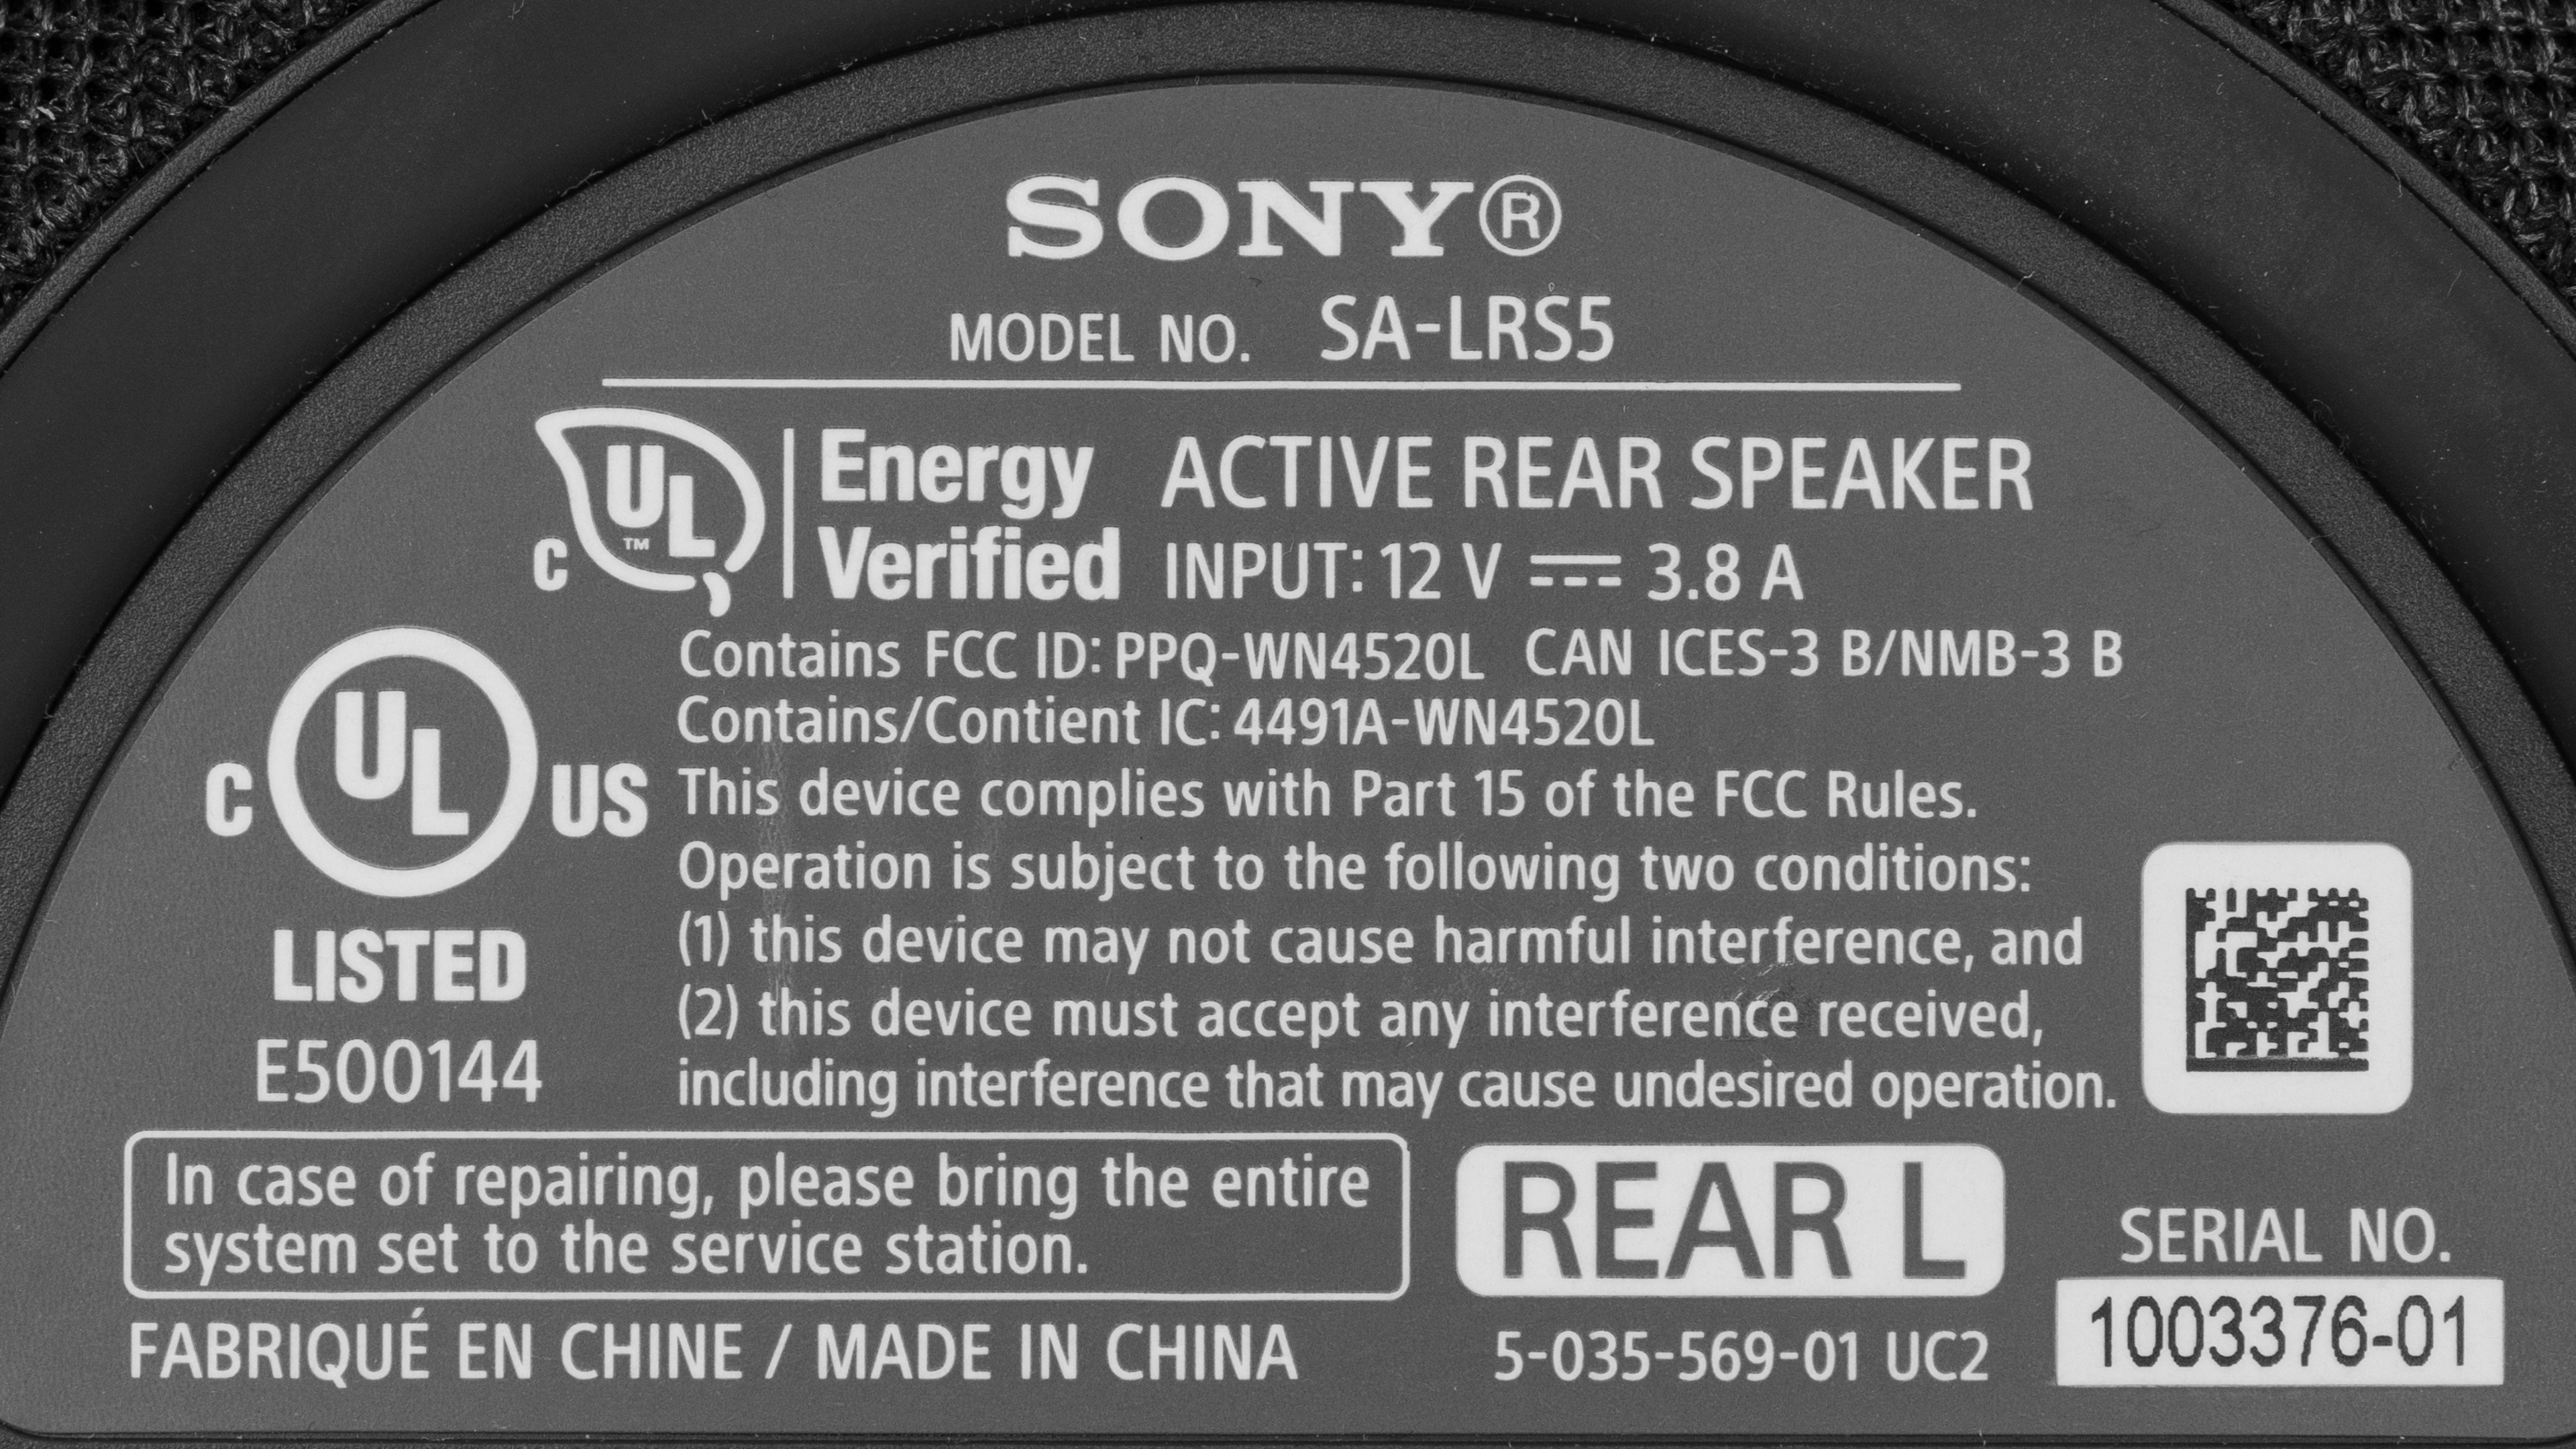 SONY®
MODEL NO. SA-LRS5
C UL ™ Energy Verified
ACTIVE REAR SPEAKER
INPUT: 12 V ⎓ 3.8 A
Contains FCC ID: PPQ-WN4520L CAN ICES-3 B/NMB-3 B
Contains/Contient IC: 4491A-WN4520L
This device complies with Part 15 of the FCC Rules.
Operation is subject to the following two conditions:
(1) this device may not cause harmful interference, and
(2) this device must accept any interference received,
including interference that may cause undesired operation.
C UL US
LISTED
E500144
In case of repairing, please bring the entire
system set to the service station.
REAR L
SERIAL NO.
1003376-01
FABRIQUÉ EN CHINE / MADE IN CHINA
5-035-569-01 UC2